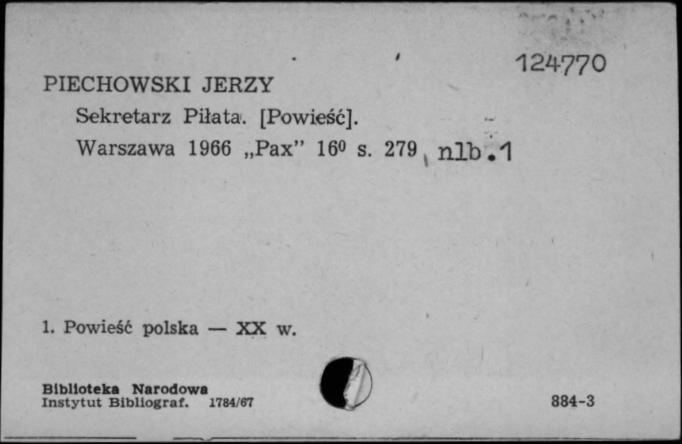 124770
PIECHOWSKI JERZY
Sekretarz Piłata. [Powieść].
Warszawa 1966 „Pax” 16⁰ s. 279, nlb.1
1. Powieść polska — XX w.
Biblioteka Narodowa
Instytut Bibliograf. 1784/67
884-3